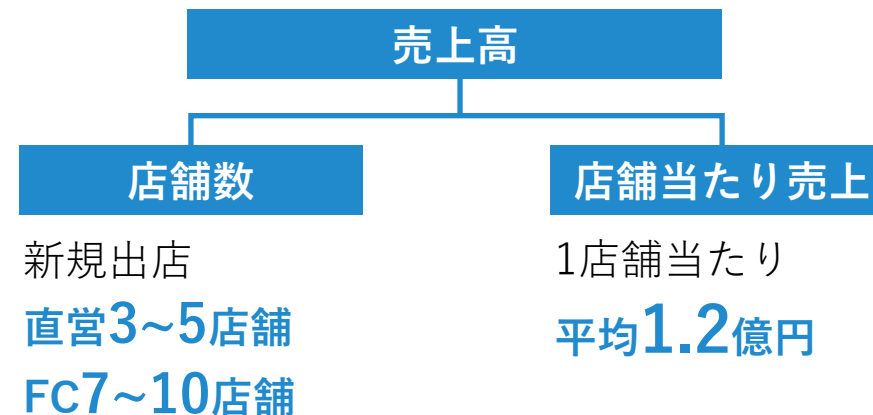 売上高
店舗数
新規出店
直営3~5店舗
FC7~10店舗
店舗当たり売上
1店舗当たり
平均1.2億円